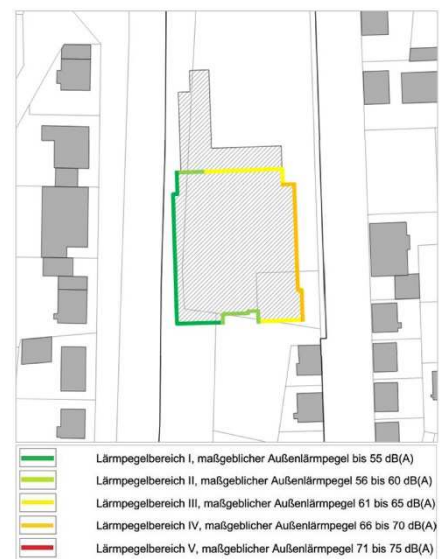 Lärmpegelbereich I, maßgeblicher Außenlärmpegel bis 55 dB(A)
Lärmpegelbereich II, maßgeblicher Außenlärmpegel 56 bis 60 dB(A)
Lärmpegelbereich III, maßgeblicher Außenlärmpegel 61 bis 65 dB(A)
Lärmpegelbereich IV, maßgeblicher Außenlärmpegel 66 bis 70 dB(A)
Lärmpegelbereich V, maßgeblicher Außenlärmpegel 71 bis 75 dB(A)